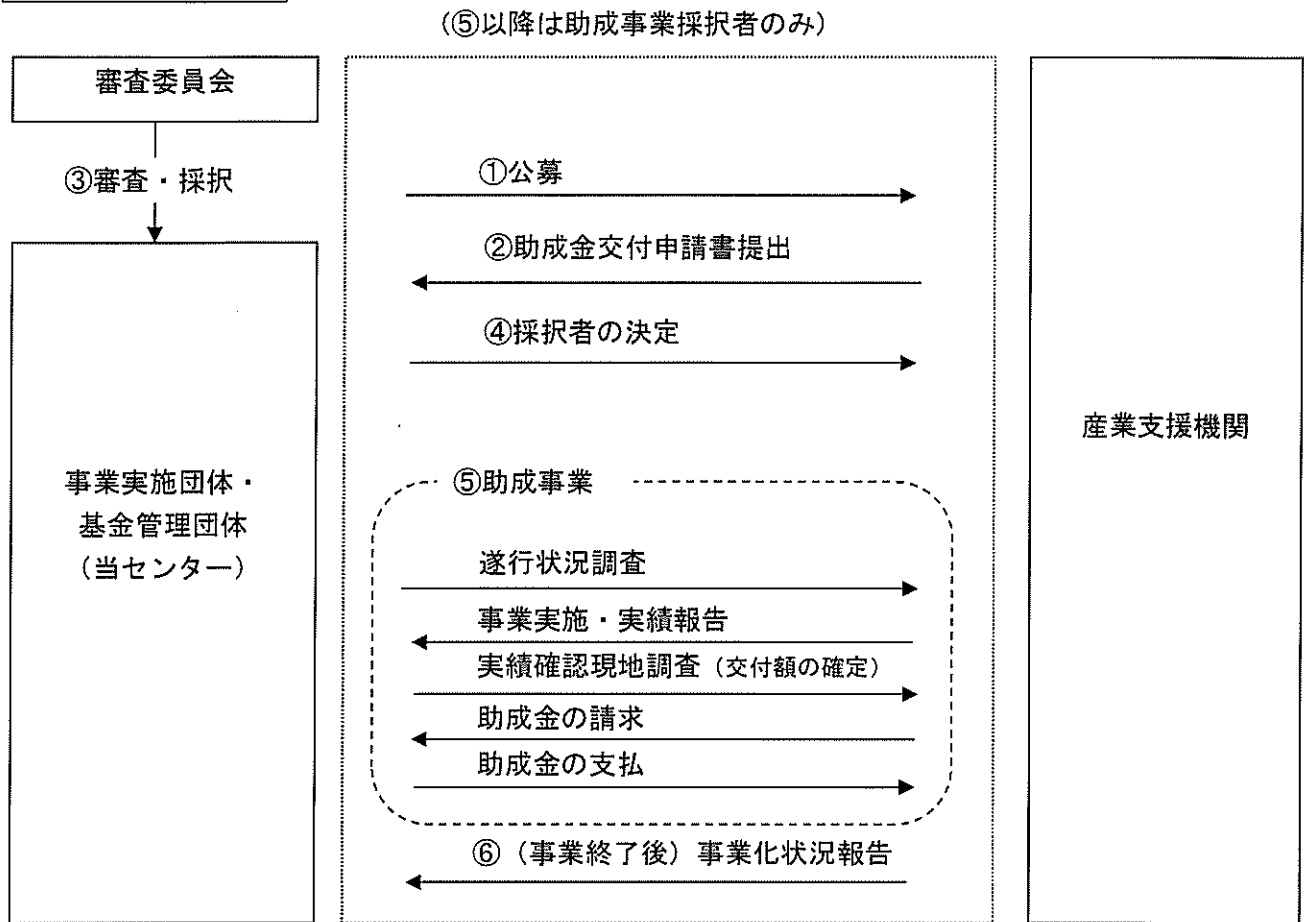 （⑤以降は助成事業採択者のみ）
審査委員会
③審査・採択
①公募
②助成金交付申請書提出
④採択者の決定
事業実施団体・
基金管理団体
（当センター）
産業支援機関
⑤助成事業
遂行状況調査
事業実施・実績報告
実績確認現地調査（交付額の確定）
助成金の請求
助成金の支払
⑥（事業終了後）事業化状況報告